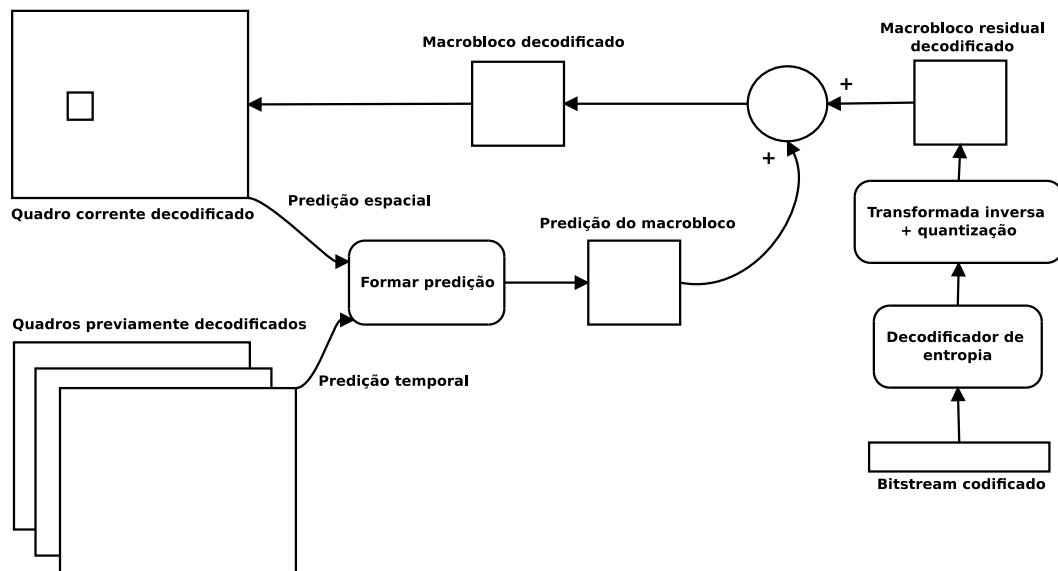 Macrobloco decodificado
Macrobloco residual
decodificado
+
+
Quadro corrente decodificado
Predição espacial
Predição do macrobloco
Transformada inversa
+ quantização
Formar predição
Quadros previamente decodificados
Decodificador de
entropia
Predição temporal
Bitstream codificado